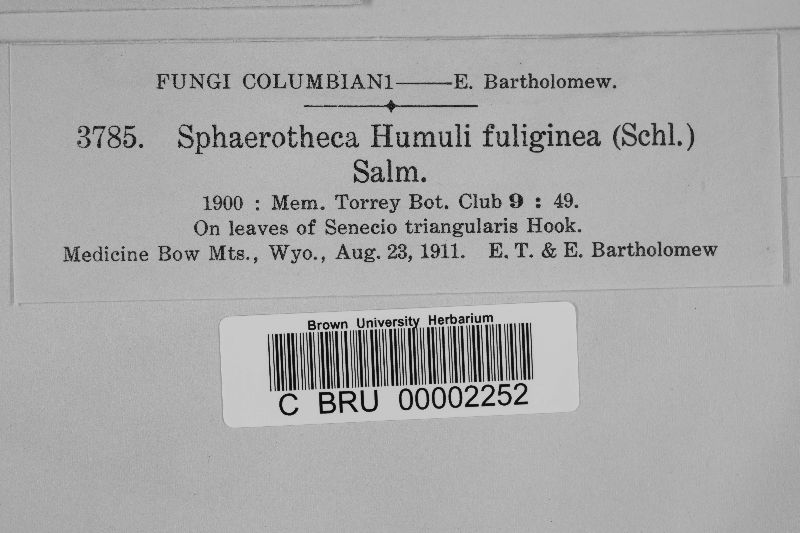 FUNGI COLUMBIAN1——E. Bartholomew.
3785. Sphaerotheca Humuli fuliginea (Schl.)
Salm.
1900 : Mem. Torrey Bot. Club 9 : 49.
On leaves of Senecio triangularis Hook.
Medicine Bow Mts., Wyo., Aug. 23, 1911. E. T. & E. Bartholomew
Brown University Herbarium
C BRU 00002252